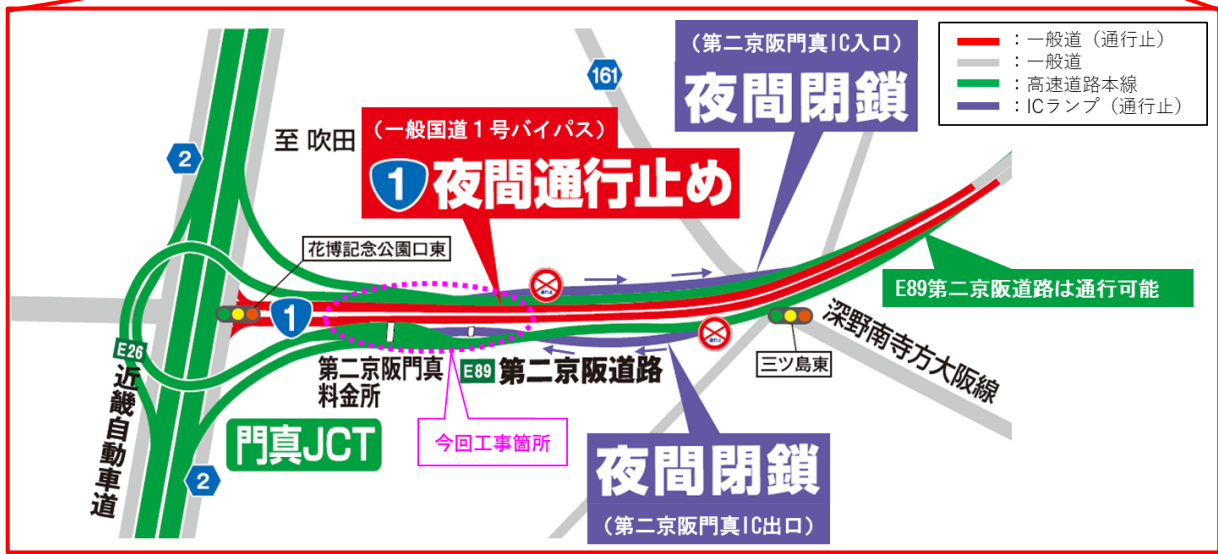 （第二京阪門真IC入口）
夜間閉鎖
：一般道（通行止）
：一般道
：高速道路本線
：ICランプ（通行止）
161
2
至 吹田
（一般国道１号バイパス）
1 夜間通行止め
花博記念公園口東
1
E89第二京阪道路は通行可能
深野南寺方大阪線
三ツ島東
E26
近畿自動車道
第二京阪門真
料金所
E89 第二京阪道路
門真JCT
今回工事箇所
2
夜間閉鎖
（第二京阪門真IC出口）